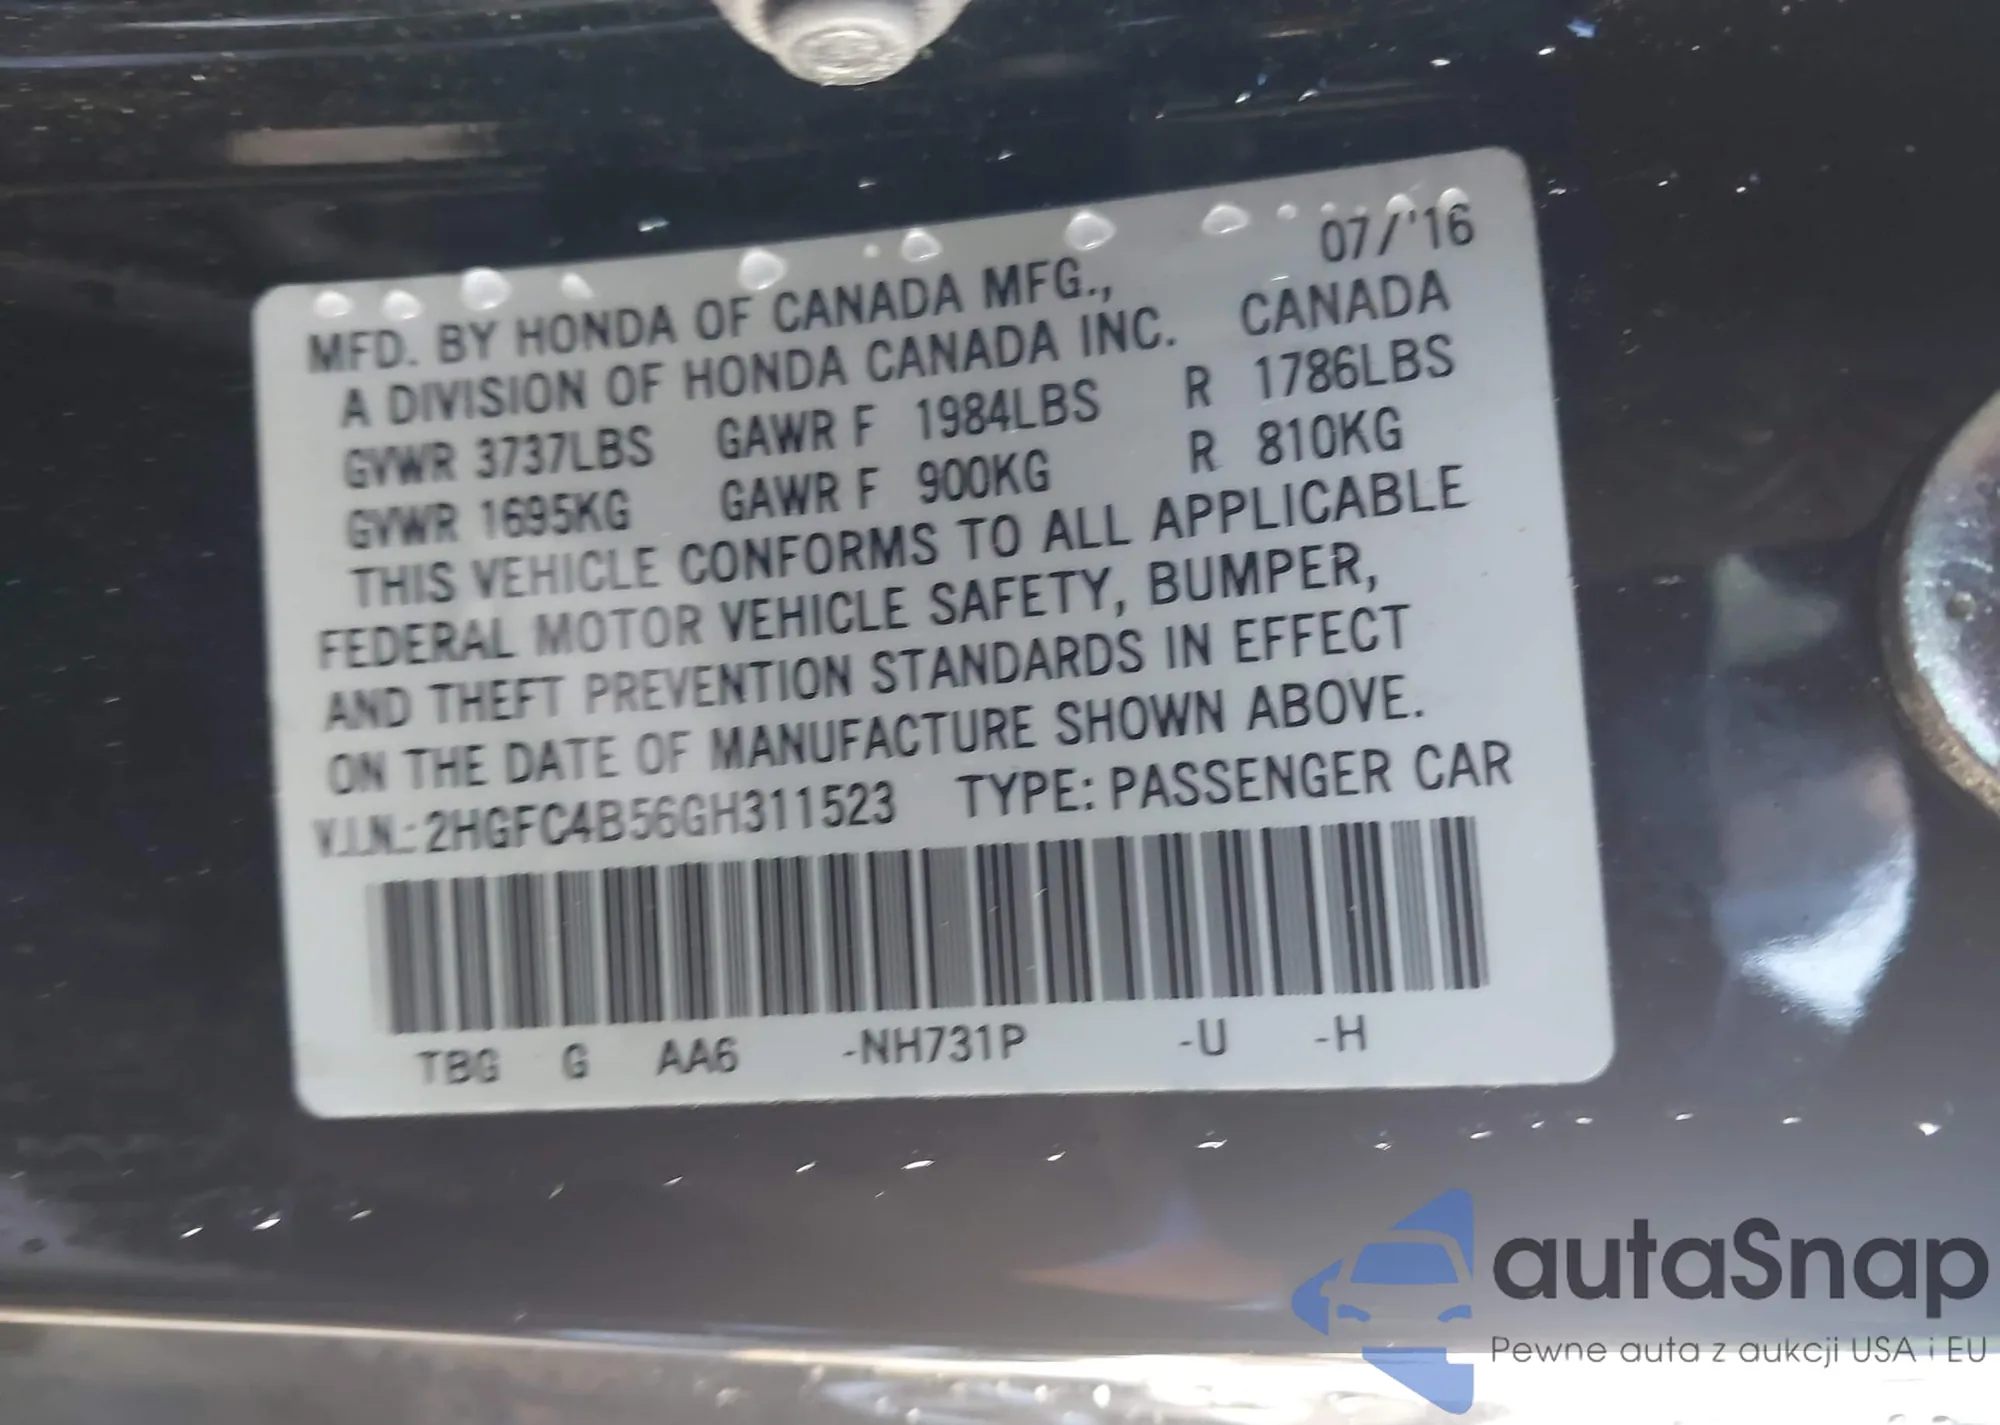 07/'16
MFD. BY HONDA OF CANADA MFG.,
A DIVISION OF HONDA CANADA INC. CANADA
GVWR 3737LBS GAWR F 1984LBS R 1786LBS
GVWR 1695KG GAWR F 900KG R 810KG
THIS VEHICLE CONFORMS TO ALL APPLICABLE
FEDERAL MOTOR VEHICLE SAFETY, BUMPER,
AND THEFT PREVENTION STANDARDS IN EFFECT
ON THE DATE OF MANUFACTURE SHOWN ABOVE.
V.I.N.: 2HGFC4B56GH311523 TYPE: PASSENGER CAR
TBG G AA6 -NH731P -U -H
autaSnap
Pewne auta z aukcji USA i EU